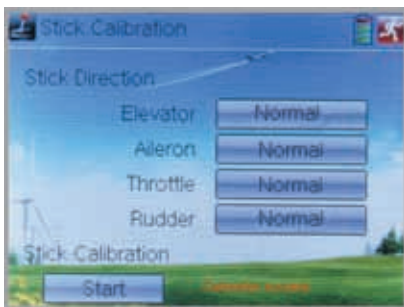 Stick Calibration
Stick Direction
Elevator Normal
Aileron Normal
Throttle Normal
Rudder Normal
Stick Calibration
Start